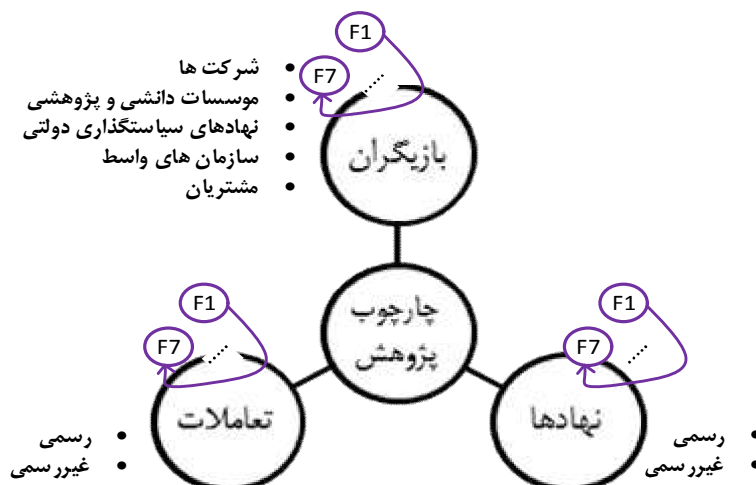 F1
F7
• شرکت ها
• موسسات دانشی و پژوهشی
• نهادهای سیاستگذاری دولتی
• سازمان های واسط
• مشتریان
بازیگران
چارچوب
پژوهش
F1
F7
نهادها
• رسمی
• غیررسمی
F1
F7
تعاملات
• رسمی
• غیررسمی